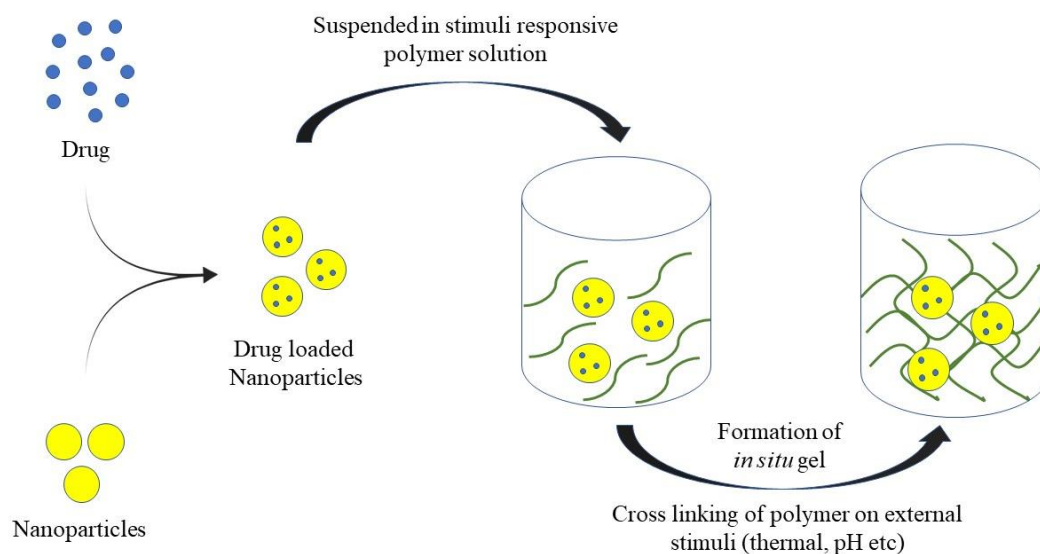 Suspended in stimuli responsive
polymer solution
Drug
Drug loaded
Nanoparticles
Nanoparticles
Formation of
in situ gel
Cross linking of polymer on external
stimuli (thermal, pH etc)